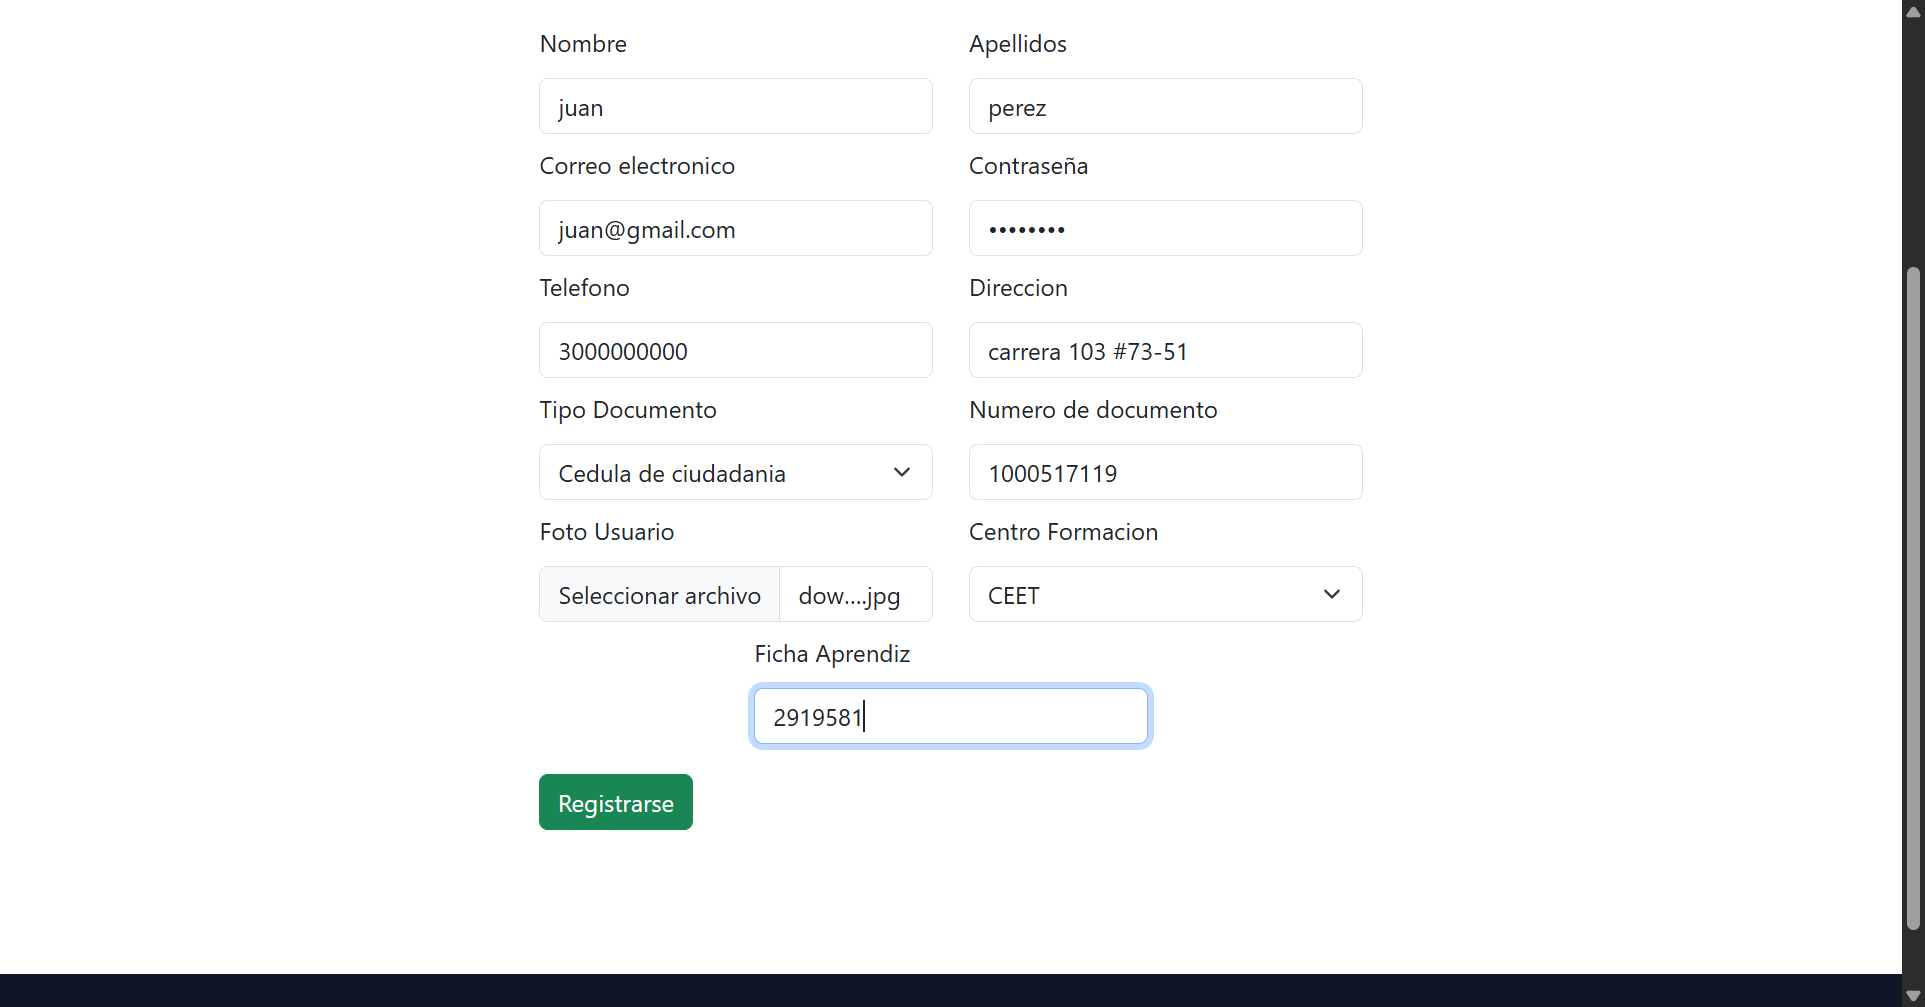 Nombre
Apellidos
juan
perez
Correo electronico
Contraseña
juan@gmail.com
••••••••
Telefono
Direccion
3000000000
carrera 103 #73-51
Tipo Documento
Numero de documento
Cedula de ciudadania
1000517119
Foto Usuario
Centro Formacion
Seleccionar archivo
dow....jpg
CEET
Ficha Aprendiz
2919581
Registrarse